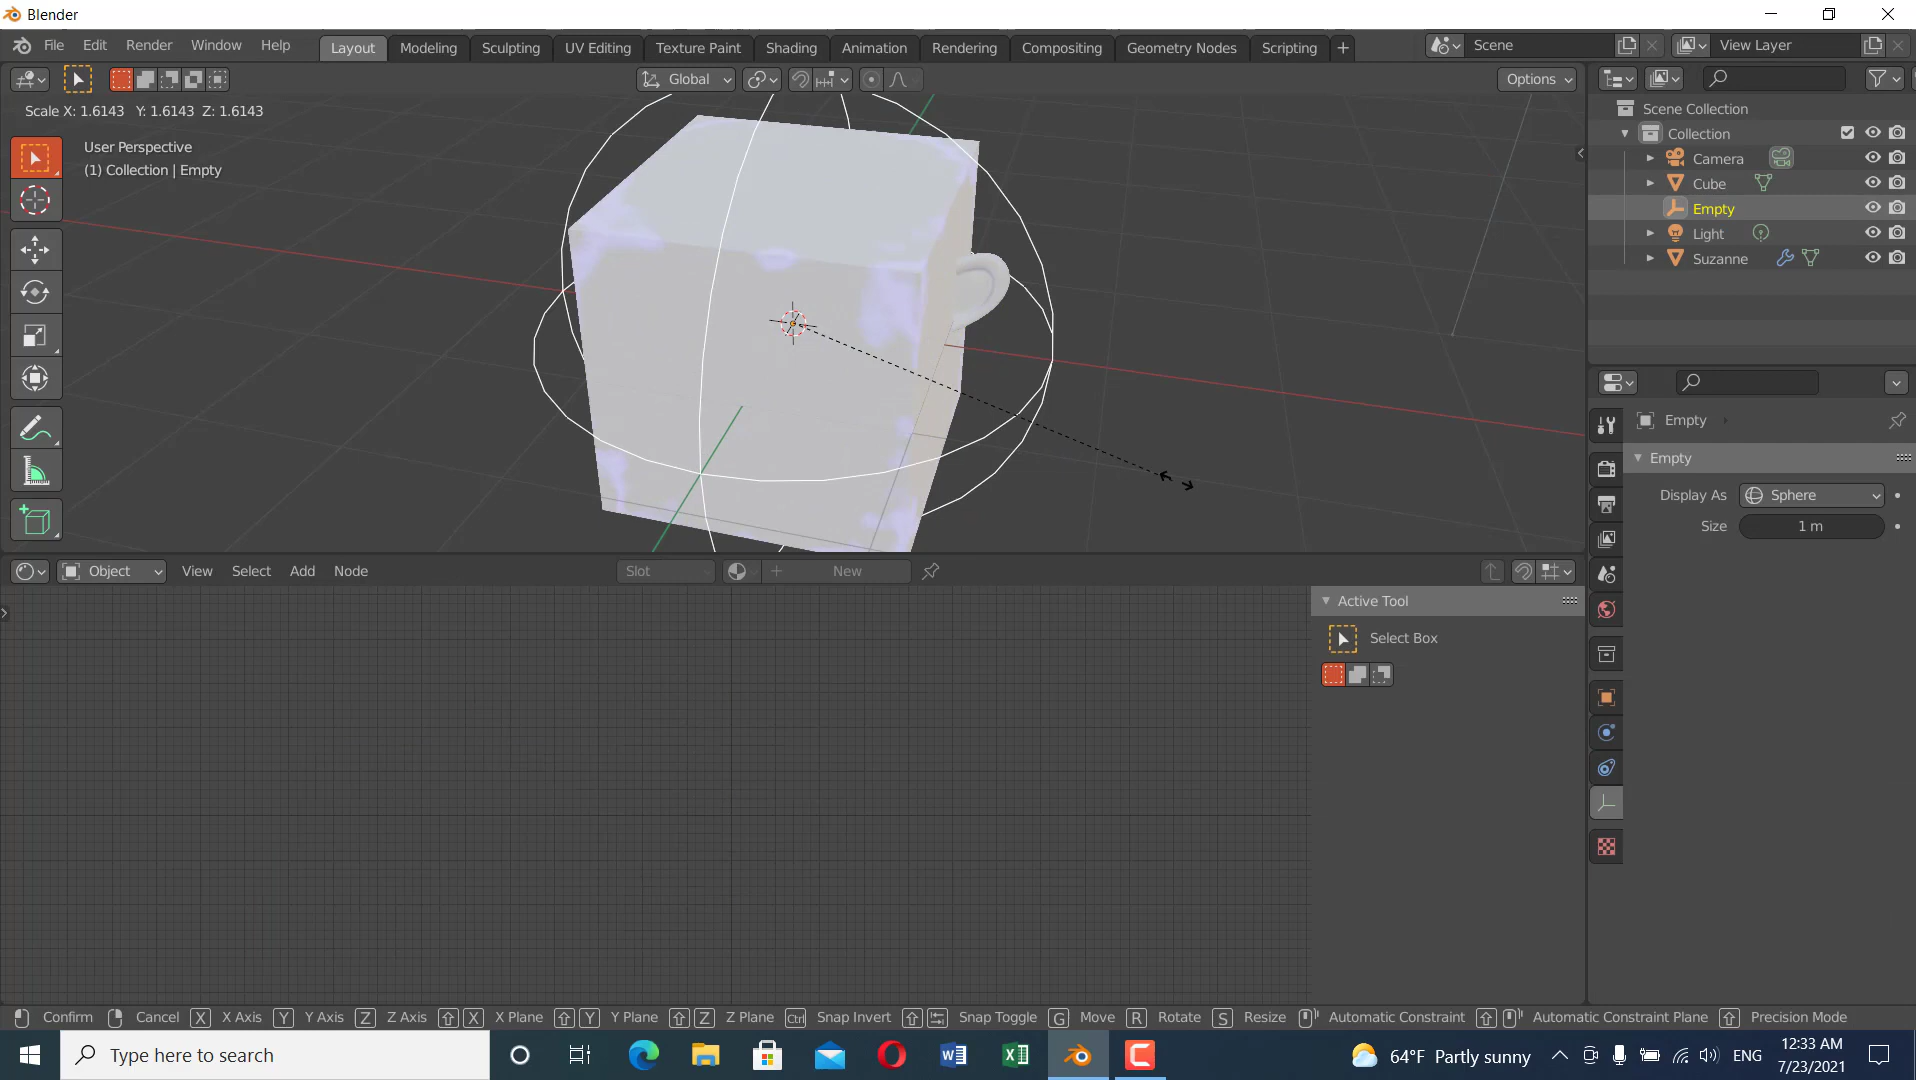 Blender
File Edit Render Window Help
Layout Modeling Sculpting UV Editing Texture Paint Shading Animation Rendering Compositing Geometry Nodes Scripting +
Scene View Layer
Global Options
Scale X: 1.6143 Y: 1.6143 Z: 1.6143
User Perspective
(1) Collection | Empty
Scene Collection
Collection
Camera
Cube
Empty
Light
Suzanne
Empty
Empty
Display As Sphere
Size 1 m
Object View Select Add Node Slot New
Active Tool
Select Box
Confirm Cancel X X Axis Y Y Axis Z Z Axis X X Plane Y Y Plane Z Z Plane Ctrl Snap Invert Snap Toggle G Move R Rotate S Resize Automatic Constraint Automatic Constraint Plane Precision Mode
Type here to search
64°F Partly sunny ENG
12:33 AM
7/23/2021